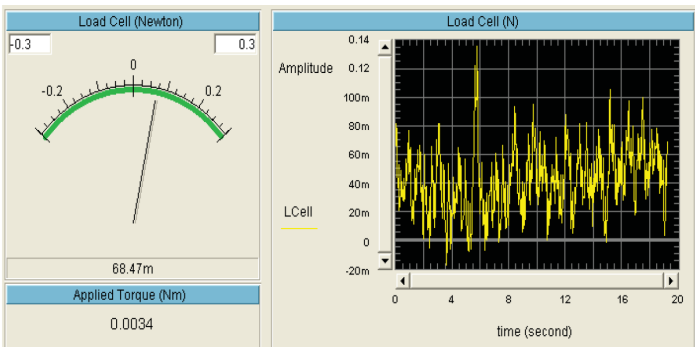 Load Cell (Newton)
-0.3
0.3
-0.2
0
0.2
68.47m
Applied Torque (Nm)
0.0034
Load Cell (N)
Amplitude
LCell
0.14
0.12
100m
80m
60m
40m
20m
0
-20m
0 4 8 12 16 20
time (second)